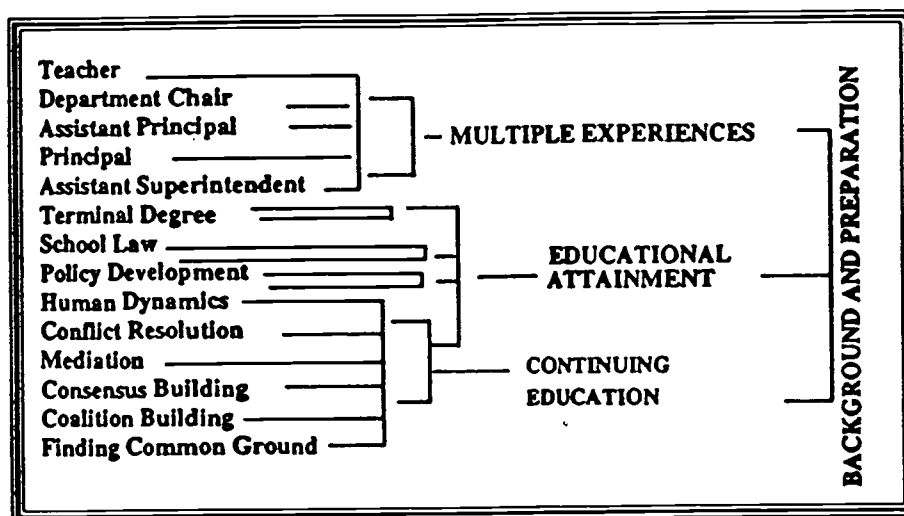 Teacher
Department Chair
Assistant Principal
Principal
Assistant Superintendent
Terminal Degree
School Law
Policy Development
Human Dynamics
Conflict Resolution
Mediation
Consensus Building
Coalition Building
Finding Common Ground
MULTIPLE EXPERIENCES
EDUCATIONAL
ATTAINMENT
CONTINUING
EDUCATION
BACKGROUND AND PREPARATION